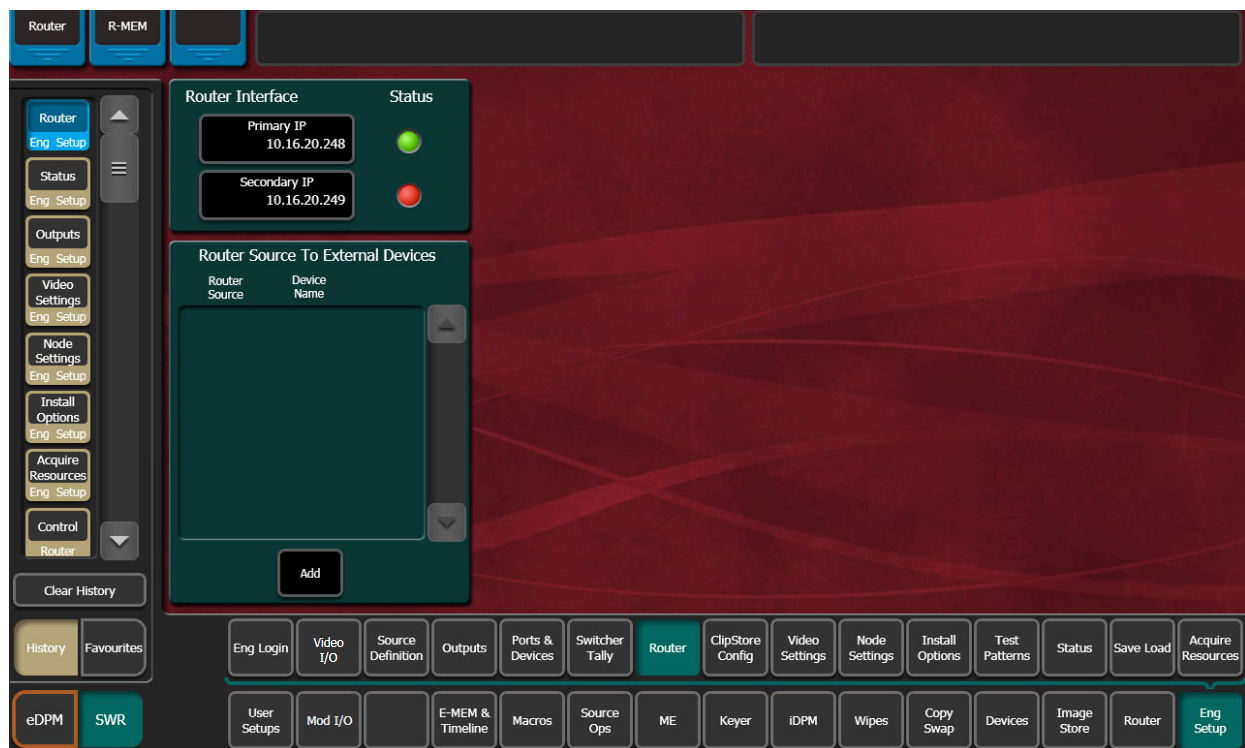 Router
R-MEM
Router
Eng Setup
Status
Eng Setup
Outputs
Eng Setup
Video
Settings
Eng Setup
Node
Settings
Eng Setup
Install
Options
Eng Setup
Acquire
Resources
Eng Setup
Control
Router
Clear History
History
Favourites
eDPM
SWR
Router Interface
Status
Primary IP
10.16.20.248
Secondary IP
10.16.20.249
Router Source To External Devices
Router
Source
Device
Name
Add
Eng Login
Video
I/O
Source
Definition
Outputs
Ports &
Devices
Switcher
Tally
Router
ClipStore
Config
Video
Settings
Node
Settings
Install
Options
Test
Patterns
Status
Save Load
Acquire
Resources
User
Setups
Mod I/O
E-MEM &
Timeline
Macros
Source
Ops
ME
Keyer
iDPM
Wipes
Copy
Swap
Devices
Image
Store
Router
Eng
Setup